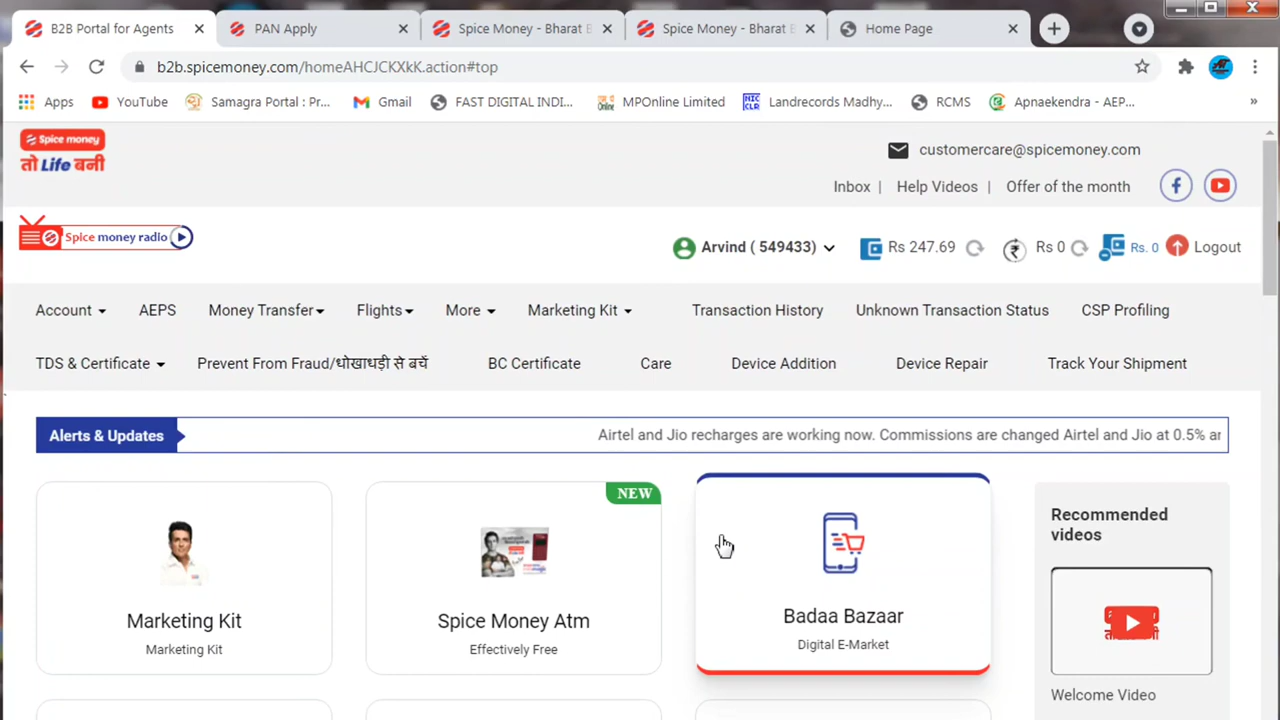 B2B Portal for Agents
PAN Apply
Spice Money - Bharat B
Spice Money - Bharat B
Home Page
b2b.spicemoney.com/homeAHCJCKXkK.action#top
Apps
YouTube
Samagra Portal : Pr...
Gmail
FAST DIGITAL INDI...
MPOnline Limited
Landrecords Madhy...
RCMS
Apnaekendra - AEP...
»
Spice money
तो Life बनी
customercare@spicemoney.com
Inbox | Help Videos | Offer of the month
Spice money radio
Arvind ( 549433)
Rs 247.69
Rs 0
Rs. 0
Logout
Account
AEPS
Money Transfer
Flights
More
Marketing Kit
Transaction History
Unknown Transaction Status
CSP Profiling
TDS & Certificate
Prevent From Fraud/धोखाधड़ी से बचें
BC Certificate
Care
Device Addition
Device Repair
Track Your Shipment
Alerts & Updates
Airtel and Jio recharges are working now. Commissions are changed Airtel and Jio at 0.5% ar
NEW
Recommended
videos
Marketing Kit
Marketing Kit
Spice Money Atm
Effectively Free
Badaa Bazaar
Digital E-Market
Welcome Video